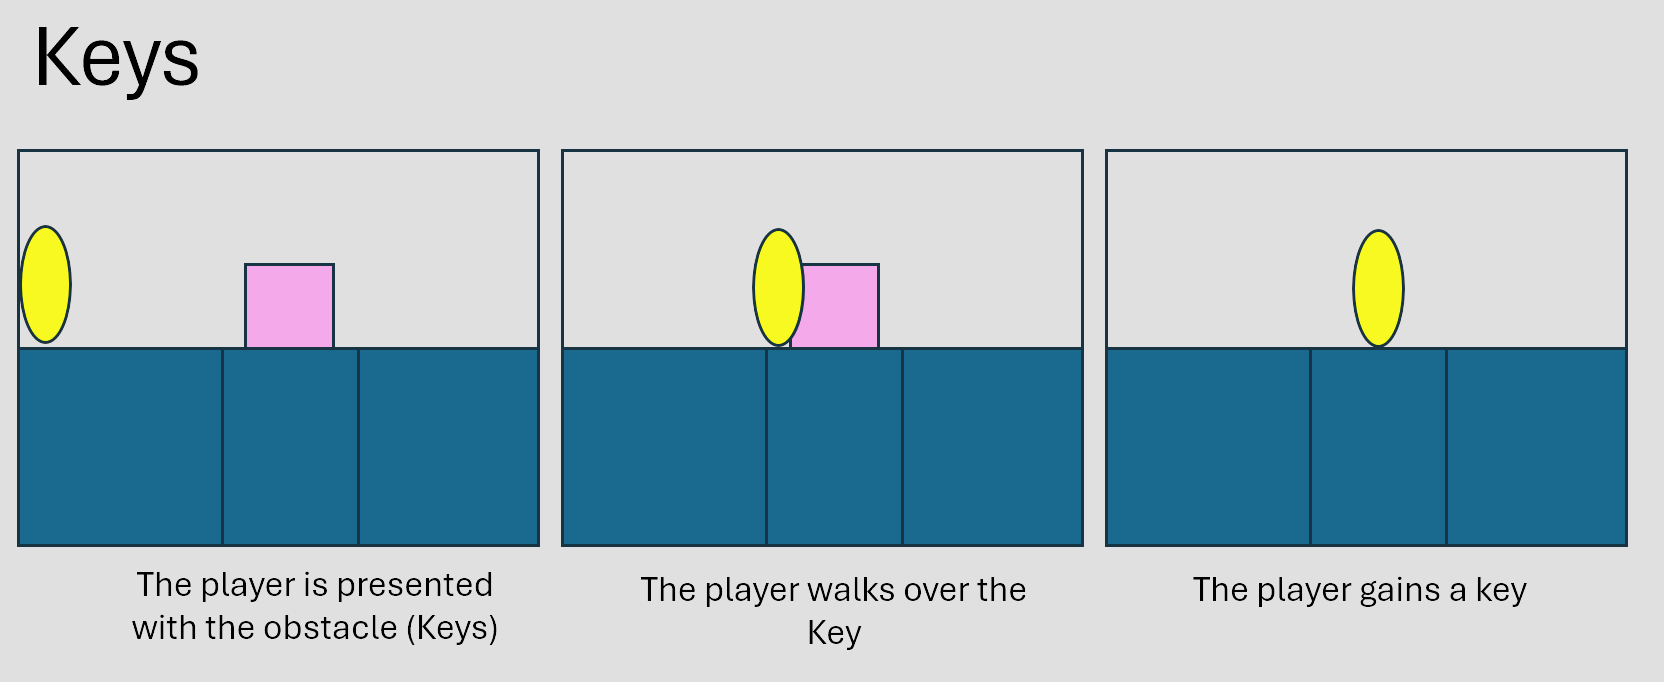 Keys
The player is presented
with the obstacle (Keys)
The player walks over the
Key
The player gains a key